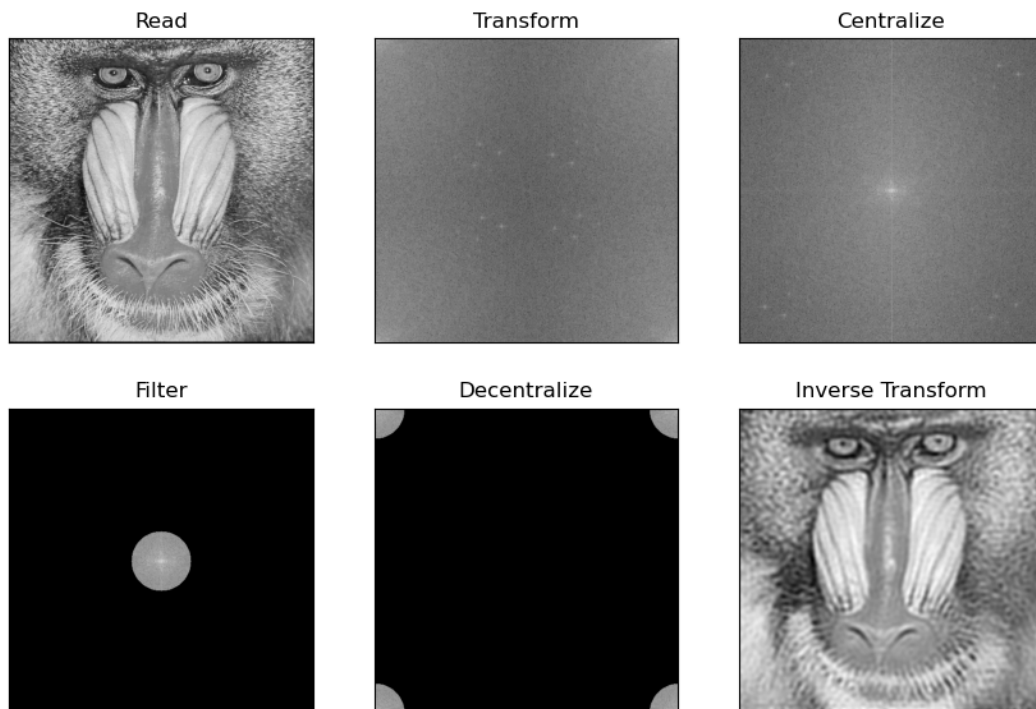 Read
Transform
Centralize
Filter
Decentralize
Inverse Transform